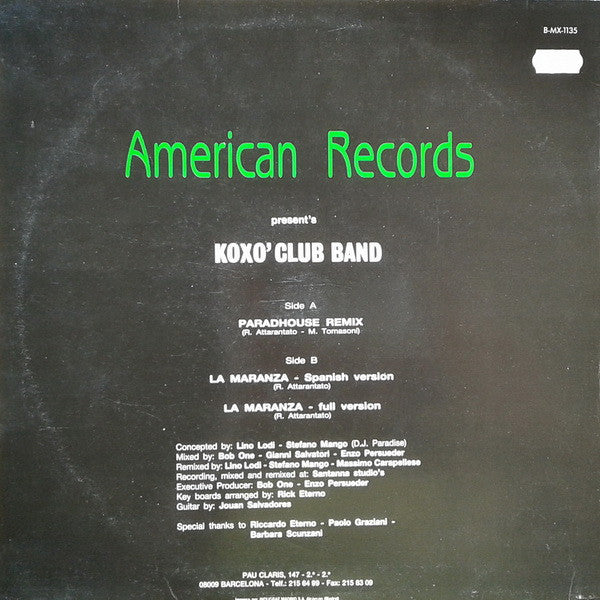 B-MX-1135
American Records
present's
KOXO' CLUB BAND
Side A
PARADHOUSE REMIX
(R. Attarantato - M. Tomasoni)
Side B
LA MARANZA - Spanish versión
(R. Attarantato)
LA MARANZA - full version
(R. Attarantato)
Concepted by: Lino Lodi - Stefano Mango (D.J. Paradise)
Mixed by: Bob One - Gianni Salvatori - Enzo Persueder
Remixed by: Lino Lodi - Stefano Mango - Massimo Carapellese
Recording, mixed and remixed at: Santanna studio's
Executive Producer: Bob One - Enzo Persueder
Key boards arranged by: Rick Eterno
Guitar by: Jouan Salvadores
Special thanks to Riccardo Eterno - Paolo Graziani -
Barbara Scunzani
PAU CLARIS, 147 - 2.º - 2.ª
08009 BARCELONA - Telf.: 215 64 99 - Fax: 215 63 09